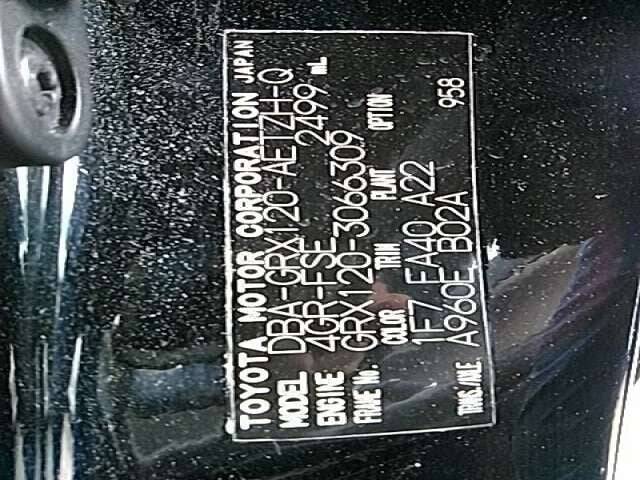 TOYOTA MOTOR CORPORATION JAPAN
MODEL DBA-GRX120-AETZH-Q
ENGINE 4GR-FSE 2499 mL
FRAME No. GRX120-3066309
COLOR TRIM PLANT OPTION
1F7 FA40 A22
TRANS./AXLE A960E B02A 958